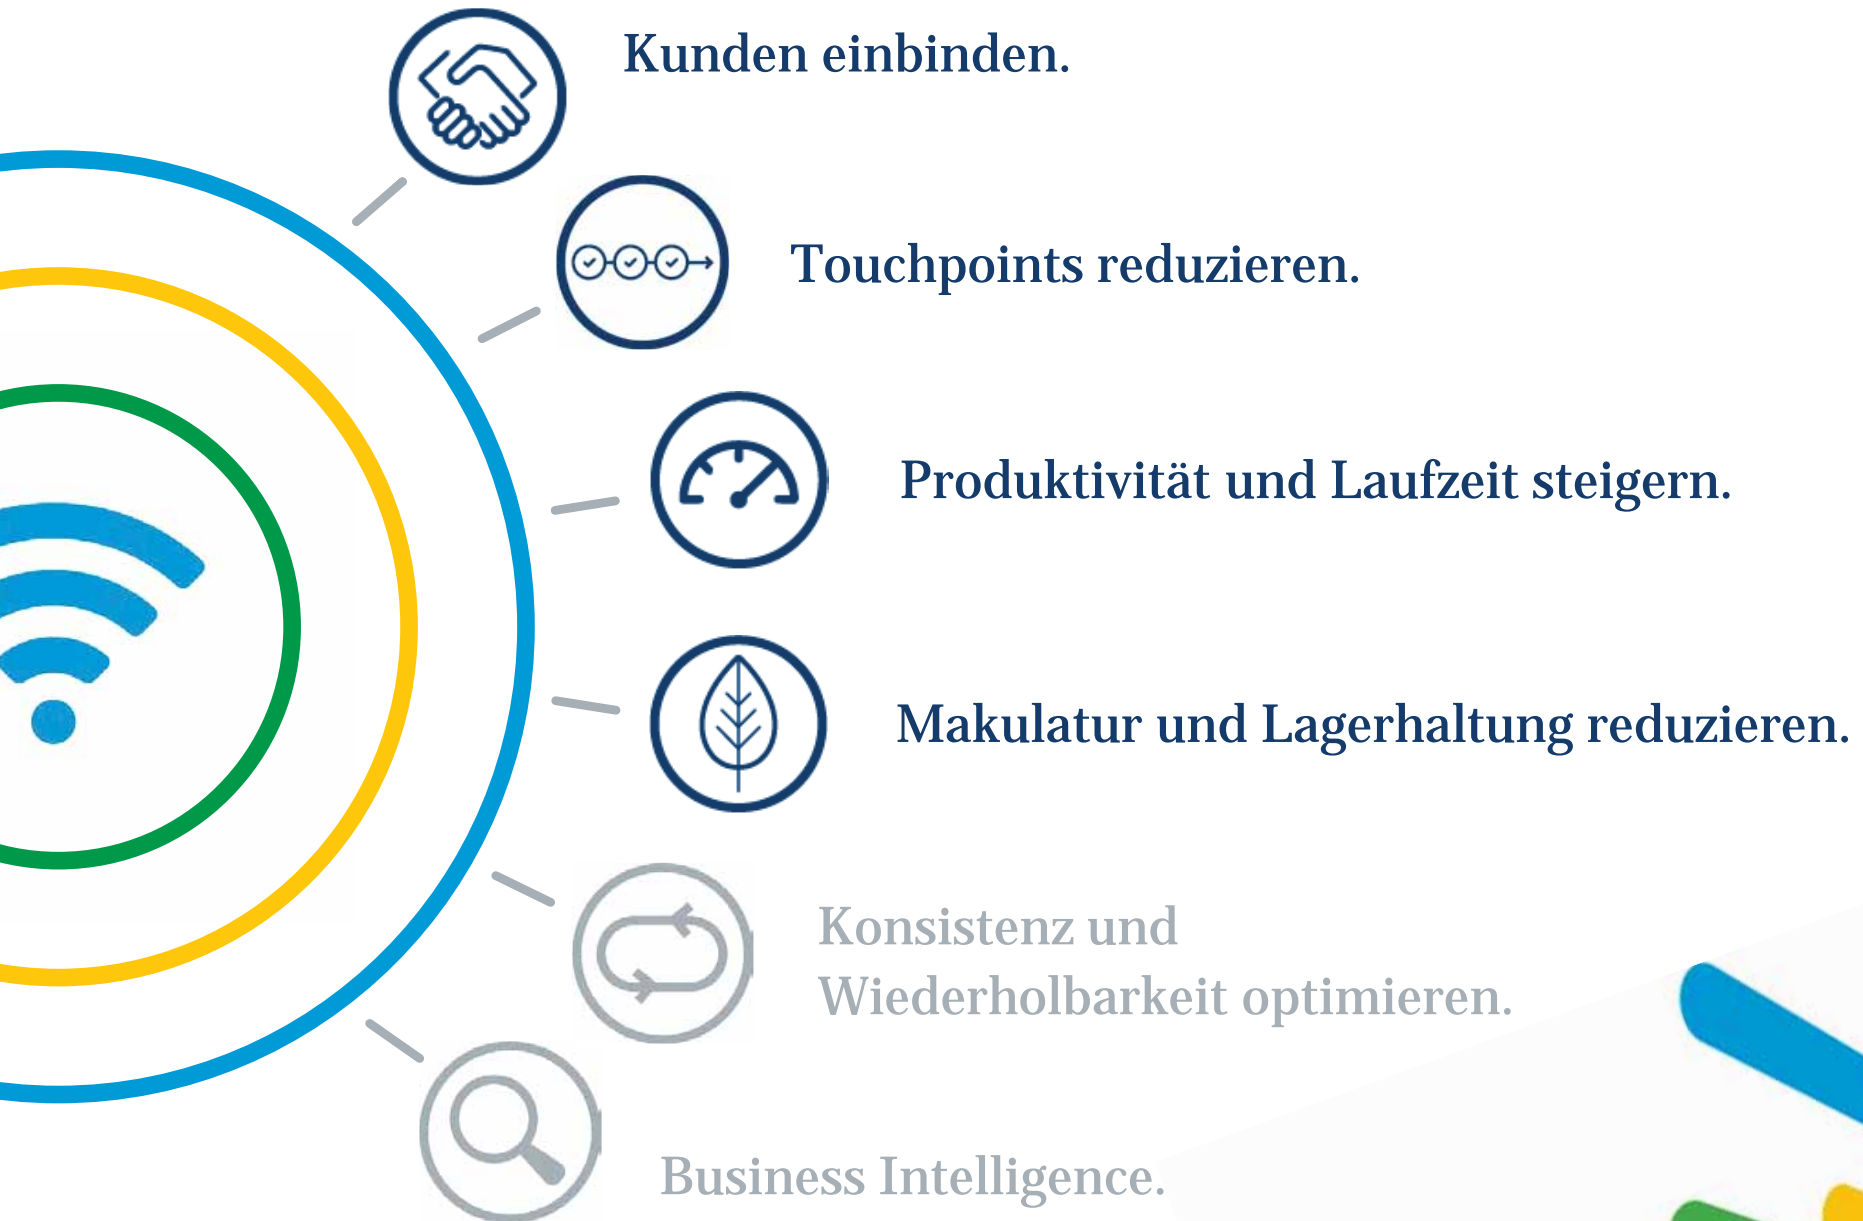 Kunden einbinden.
Touchpoints reduzieren.
Produktivität und Laufzeit steigern.
Makulatur und Lagerhaltung reduzieren.
Konsistenz und
Wiederholbarkeit optimieren.
Business Intelligence.